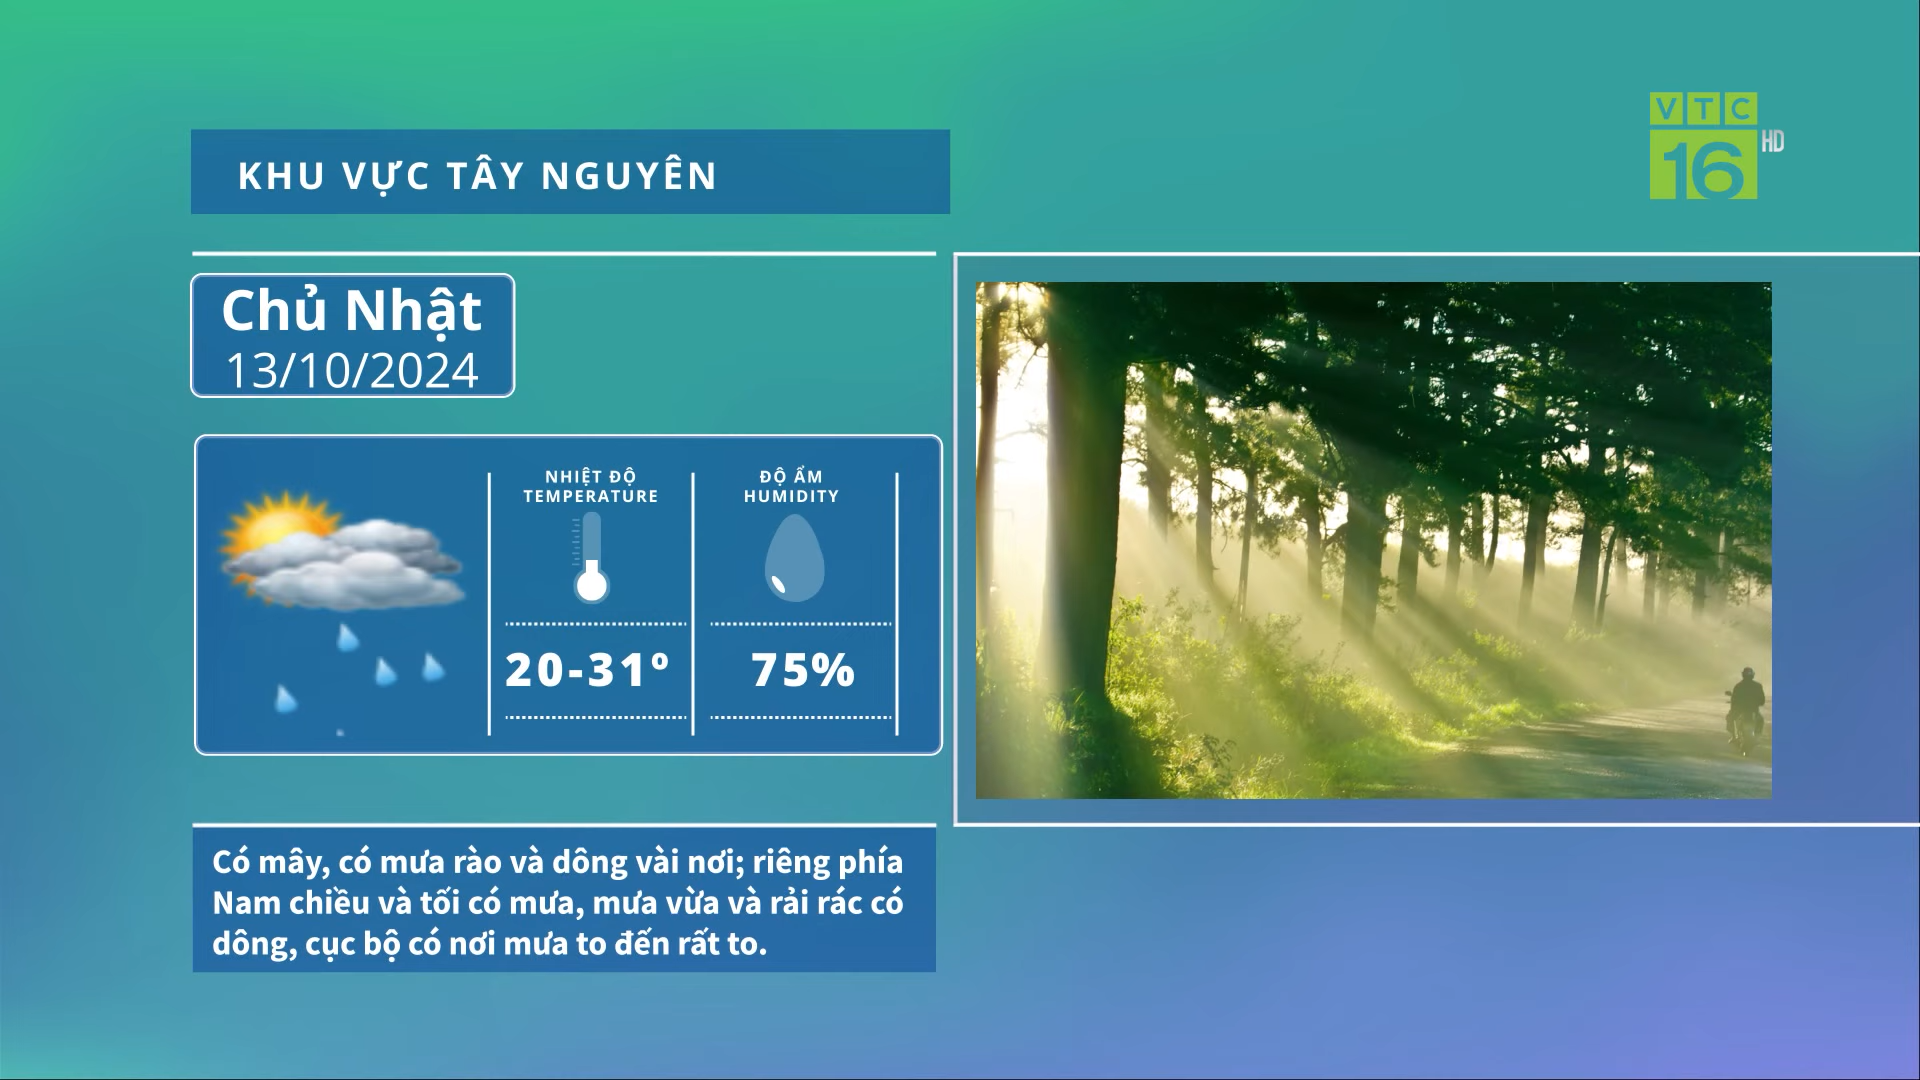 VTC
16 HD
KHU VỰC TÂY NGUYÊN
Chủ Nhật
13/10/2024
NHIỆT ĐỘ
TEMPERATURE
20-31º
ĐỘ ẨM
HUMIDITY
75%
Có mây, có mưa rào và dông vài nơi; riêng phía
Nam chiều và tối có mưa, mưa vừa và rải rác có
dông, cục bộ có nơi mưa to đến rất to.